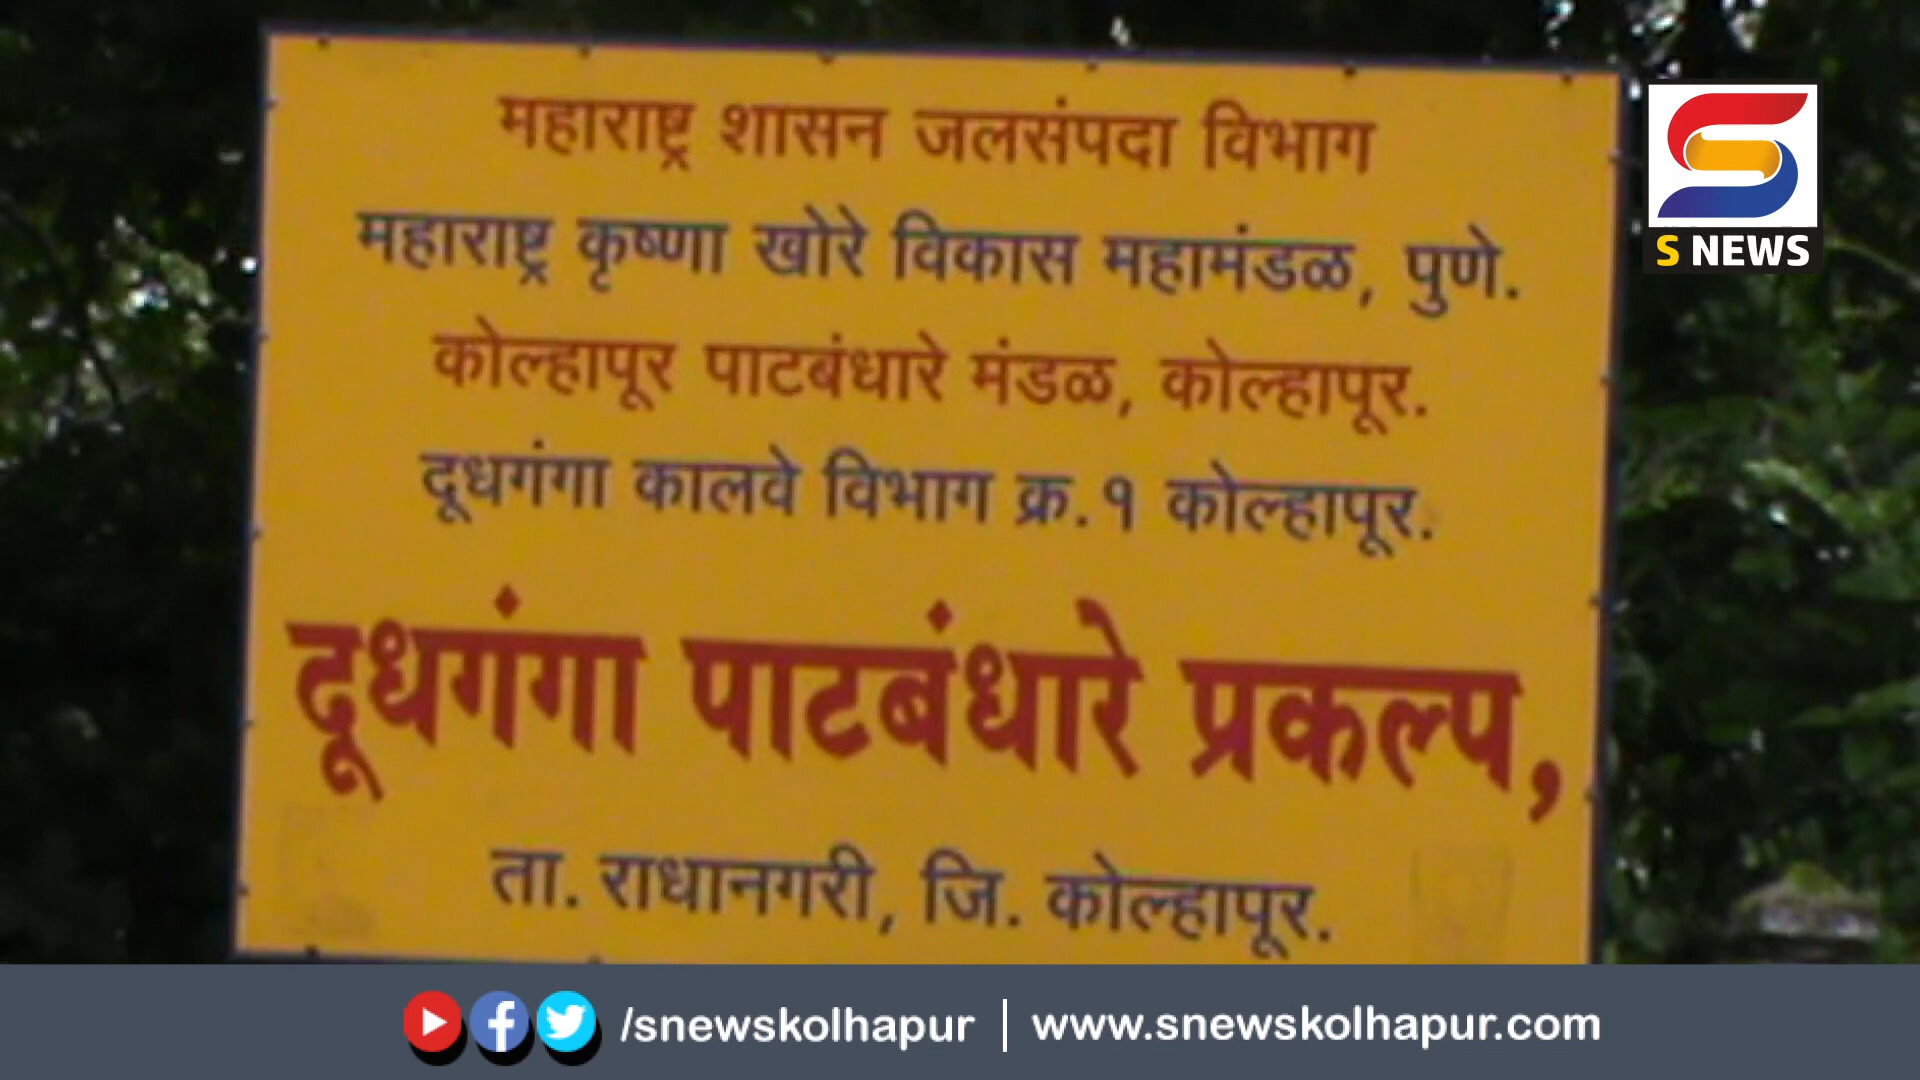 महाराष्ट्र शासन जलसंपदा विभाग
महाराष्ट्र कृष्णा खोरे विकास महामंडळ, पुणे.
कोल्हापूर पाटबंधारे मंडळ, कोल्हापूर.
दूधगंगा कालवे विभाग क्र.१ कोल्हापूर.
दूधगंगा पाटबंधारे प्रकल्प,
ता. राधानगरी, जि. कोल्हापूर.
S NEWS
/snewskolhapur | www.snewskolhapur.com